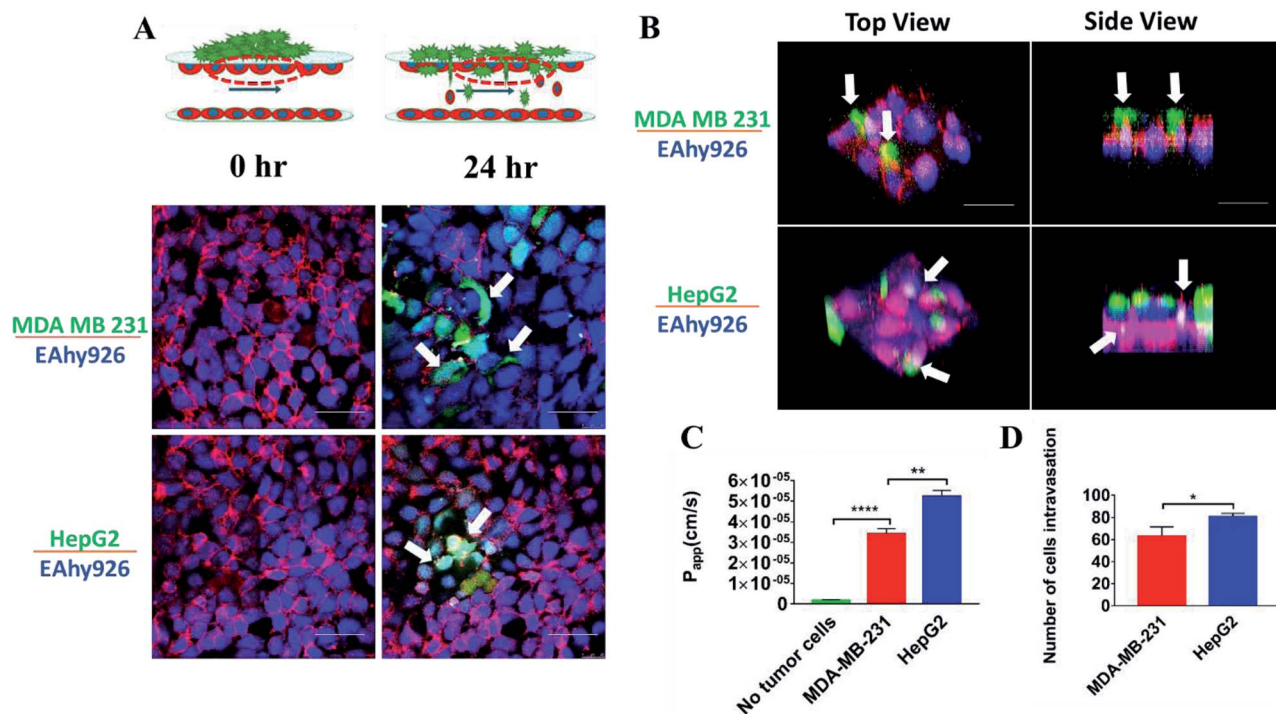 A
0 hr
24 hr
MDA MB 231
EAhy926
HepG2
EAhy926
B
Top View
Side View
MDA MB 231
EAhy926
HepG2
EAhy926
C
P_app(cm/s)
6×10^-05
5×10^-05
4×10^-05
3×10^-05
2×10^-05
1×10^-05
0
****
**
No tumor cells
MDA-MB-231
HepG2
D
Number of cells intravasation
100
80
60
40
20
0
*
MDA-MB-231
HepG2